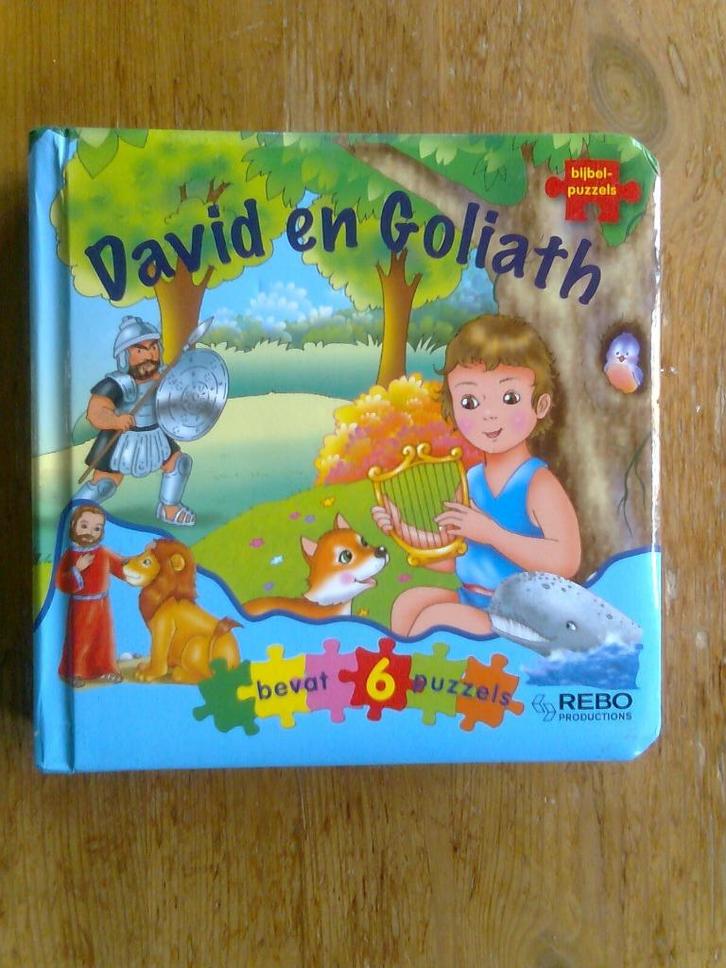 bijbel-
puzzels
David en Goliath
bevat 6 puzzels
REBO
PRODUCTIONS